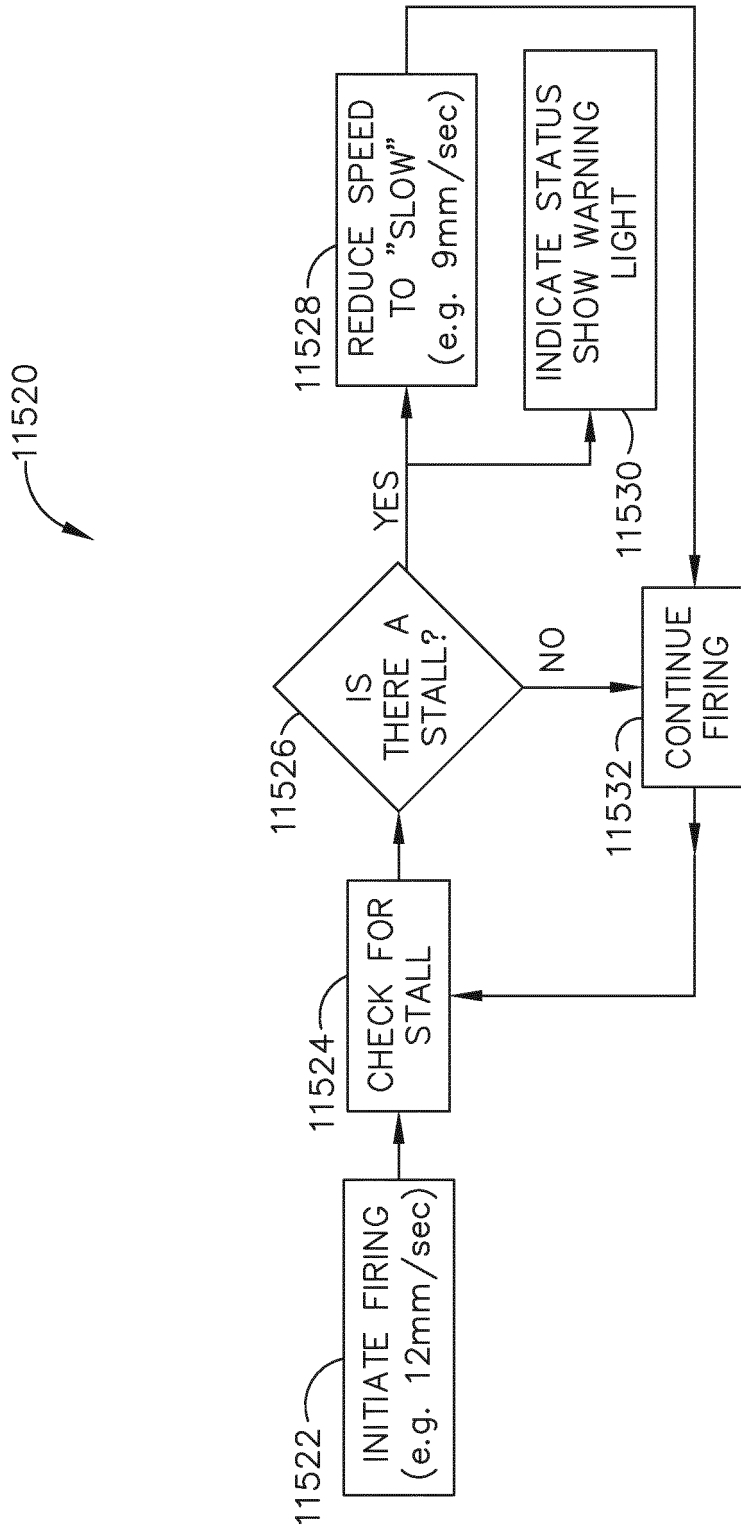 11520
11522
INITIATE FIRING
(e.g. 12mm/sec)
11524
CHECK FOR
STALL
11526
IS
THERE A
STALL?
YES
NO
11528
REDUCE SPEED
TO "SLOW"
(e.g. 9mm/sec)
11530
INDICATE STATUS
SHOW WARNING
LIGHT
11532
CONTINUE
FIRING